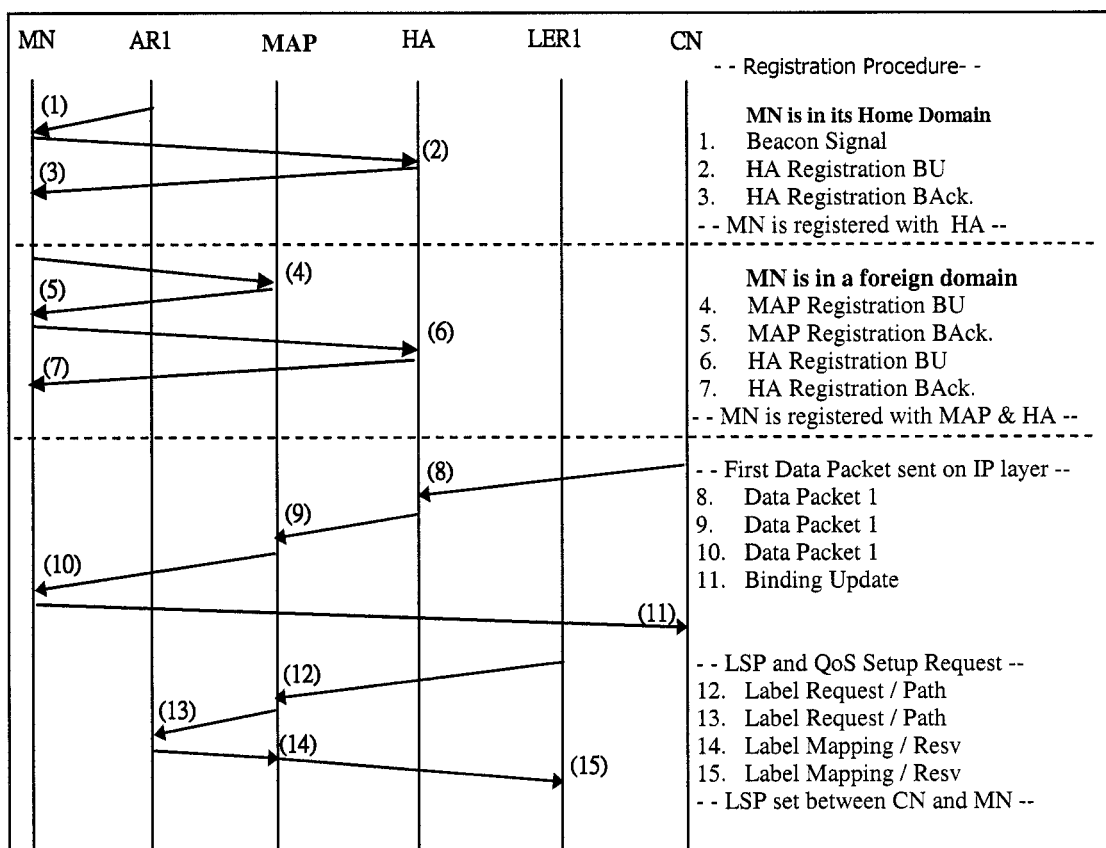 MN AR1 MAP HA LER1 CN
- - Registration Procedure- -
(1)
MN is in its Home Domain
1. Beacon Signal
(2)
2. HA Registration BU
(3)
3. HA Registration BAck.
- - MN is registered with HA --
(4)
MN is in a foreign domain
(5)
4. MAP Registration BU
5. MAP Registration BAck.
(6)
6. HA Registration BU
(7)
7. HA Registration BAck.
- - MN is registered with MAP & HA --
- -First Data Packet sent on IP layer --
(8)
8. Data Packet 1
(9)
9. Data Packet 1
(10)
10. Data Packet 1
11. Binding Update
(11)
- - LSP and QoS Setup Request --
(12)
12. Label Request / Path
(13)
13. Label Request / Path
(14)
14. Label Mapping / Resv
(15)
15. Label Mapping / Resv
- - LSP set between CN and MN --